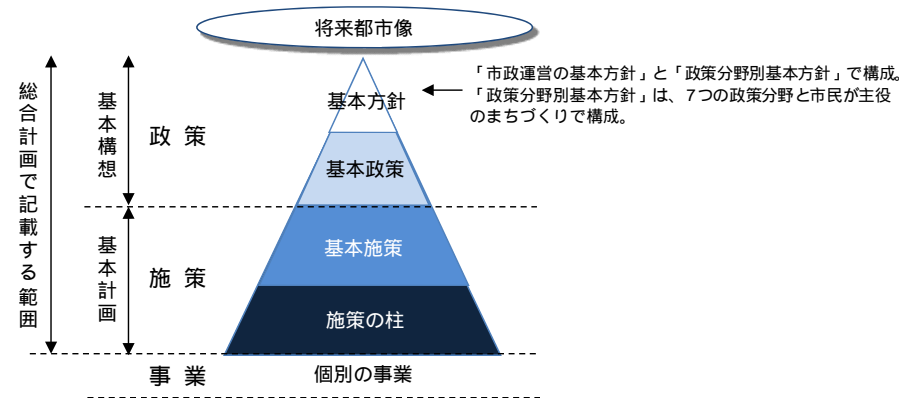 将来都市像
「市政運営の基本方針」と「政策分野別基本方針」で構成。
「政策分野別基本方針」は、7つの政策分野と市民が主役
のまちづくりで構成。
総合計画で記載する範囲
基本構想
政策
基本方針
基本政策
基本計画
施策
基本施策
施策の柱
事業
個別の事業